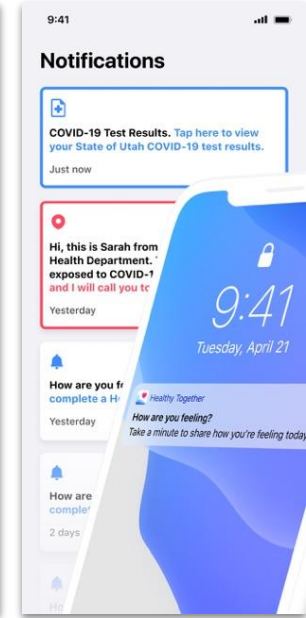 9:41
Notifications
COVID-19 Test Results. Tap here to view
your State of Utah COVID-19 test results.
Just now
Hi, this is Sarah from
Health Department.
exposed to COVID-1
and I will call you
Yesterday
How are you
complete a
Yesterday
How are
2 days
9:41
Tuesday, April 21
Healthy Together
How are you feeling?
Take a minute to share how you're feeling today